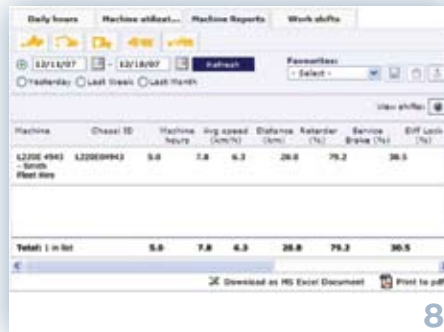 Daily hours Machine utilizat... Machine Reports Work shifts
12/11/07 - 12/18/07 Refresh Favourites: - Select -
Yesterday Last Week Last Month
View shifts:
Machine Chassi ID Machine hours Avg speed (km/h) Distance (km) Retarder (%) Service Brake (%) Diff Lock (%)
L220E 4943 - Smith Fleet Hire L220E0H943 5.0 7.8 6.3 28.8 79.2 30.5
Total: 1 in list 5.0 7.8 6.3 28.8 79.2 30.5
Download as MS Excel Document Print to pdf
8